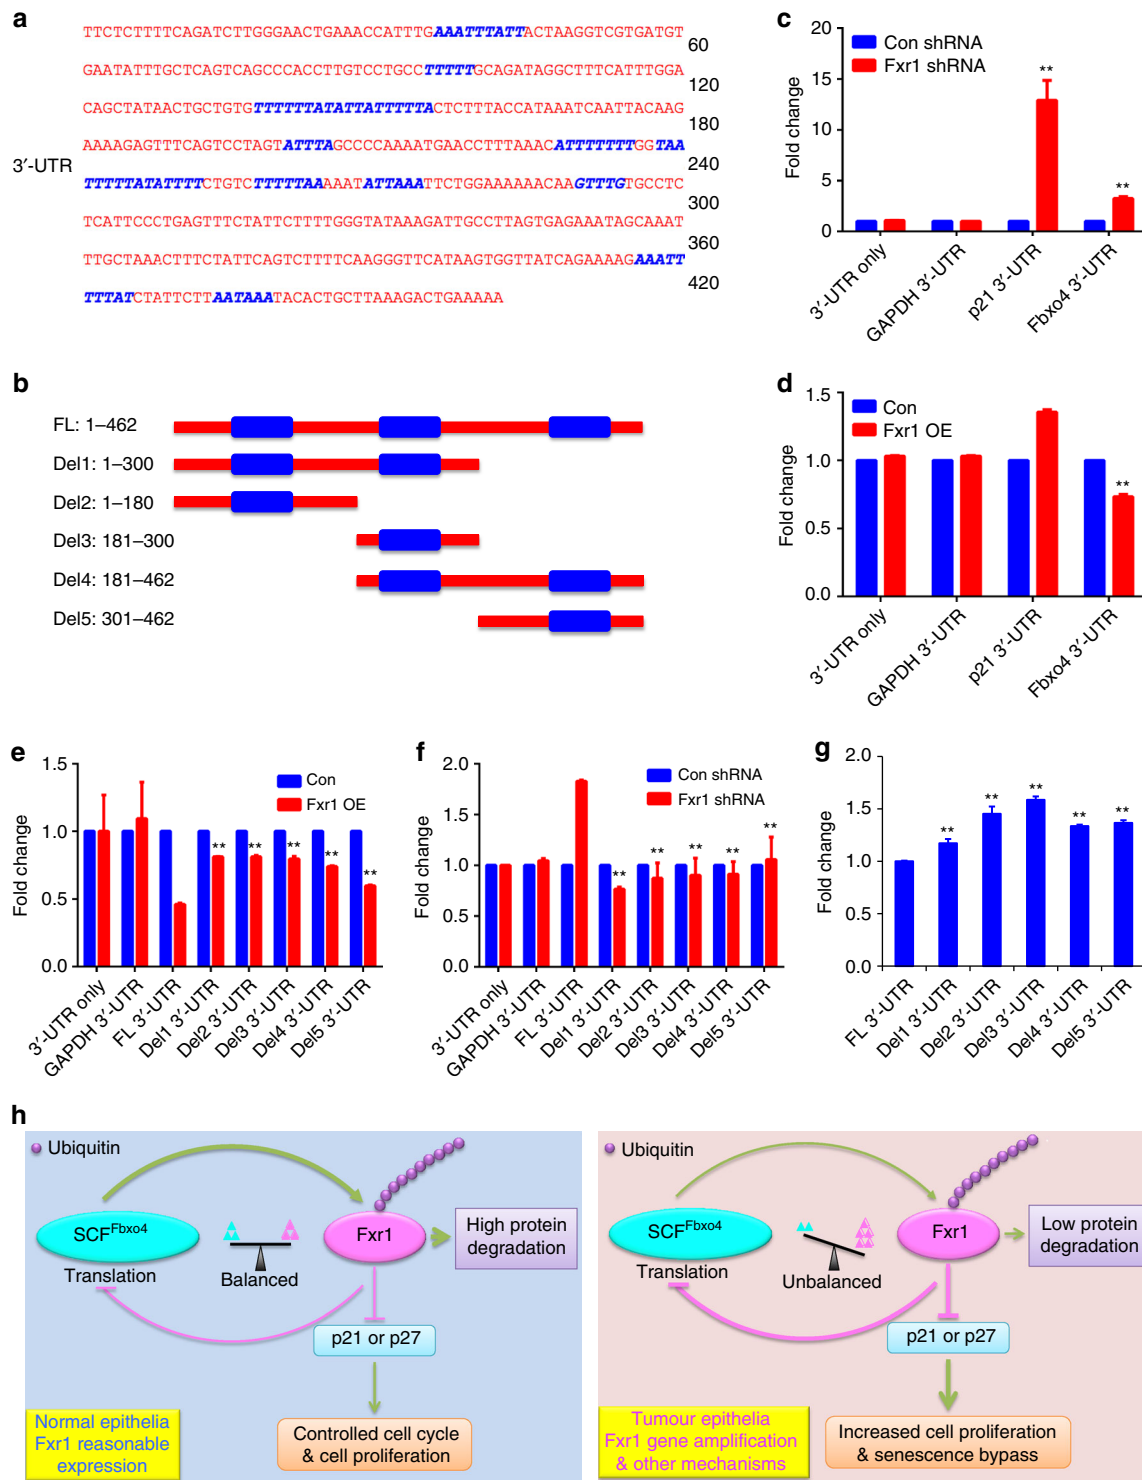 a
TTCTCTTTTCAGATCTTGGGAACTGAAACCATTTGAAATTTATTACTAAGGTCGTGATGT
60
GAATATTTGCTCAGTCAGCCCACCTTGTCCTGCCTTTTTGCAGATAGGCTTTCATTTGGA
120
CAGCTATAACTGCTGTGTTTTTTATATTATTTTTACTCTTTACCATAAATCAATTACAAG
180
AAAAGAGTTTCAGTCCTAGTATTTAGCCCCAAAATGAACCTTTAAACATTTTTTTGGTAA
240
3′-UTR
TTTTTATATTTTCTGTCTTTTTAAAAATATTAAATTCTGGAAAAAACAAGTTTGTGCCTC
300
TCATTCCCTGAGTTTCTATTCTTTTGGGTATAAAGATTGCCTTAGTGAGAAATAGCAAAT
360
TTGCTAAACTTTCTATTCAGTCTTTTCAAGGGTTCATAAGTGGTTATCAGAAAAGAAATT
420
TTTATCTATTCTTAATAAATACACTGCTTAAAGACTGAAAAA
b
FL: 1–462
Del1: 1–300
Del2: 1–180
Del3: 181–300
Del4: 181–462
Del5: 301–462
c
Fold change
20
15
10
5
0
Con shRNA
Fxr1 shRNA
**
**
3′-UTR only
GAPDH 3′-UTR
p21 3′-UTR
Fbxo4 3′-UTR
d
Fold change
1.5
1.0
0.5
0.0
Con
Fxr1 OE
**
3′-UTR only
GAPDH 3′-UTR
p21 3′-UTR
Fbxo4 3′-UTR
e
Fold change
1.5
1.0
0.5
0.0
Con
Fxr1 OE
**
**
**
**
**
3′-UTR only
GAPDH 3′-UTR
FL 3′-UTR
Del1 3′-UTR
Del2 3′-UTR
Del3 3′-UTR
Del4 3′-UTR
Del5 3′-UTR
f
Fold change
2.0
1.5
1.0
0.5
0.0
Con shRNA
Fxr1 shRNA
**
**
**
**
**
3′-UTR only
GAPDH 3′-UTR
FL 3′-UTR
Del1 3′-UTR
Del2 3′-UTR
Del3 3′-UTR
Del4 3′-UTR
Del5 3′-UTR
g
Fold change
2.0
1.5
1.0
0.5
0.0
**
**
**
**
**
FL 3′-UTR
Del1 3′-UTR
Del2 3′-UTR
Del3 3′-UTR
Del4 3′-UTR
Del5 3′-UTR
h
Ubiquitin
SCF^Fbxo4
Translation
Balanced
Fxr1
High protein
degradation
p21 or p27
Normal epithelia
Fxr1 reasonable
expression
Controlled cell cycle
& cell proliferation
Ubiquitin
SCF^Fbxo4
Translation
Unbalanced
Fxr1
Low protein
degradation
p21 or p27
Tumour epithelia
Fxr1 gene amplification
& other mechanisms
Increased cell proliferation
& senescence bypass